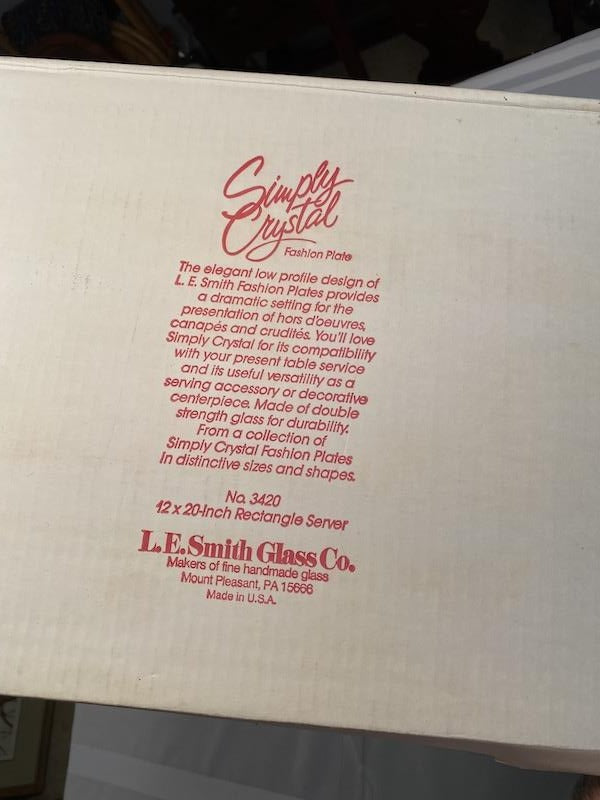 Simply
Crystal
Fashion Plate
The elegant low profile design of
L. E. Smith Fashion Plates provides
a dramatic setting for the
presentation of hors d'oeuvres,
canapés and crudités. You'll love
Simply Crystal for its compatibility
with your present table service
and its useful versatility as a
serving accessory or decorative
centerpiece. Made of double
strength glass for durability.
From a collection of
Simply Crystal Fashion Plates
in distinctive sizes and shapes.
No. 3420
12 x 20-inch Rectangle Server
L.E. Smith Glass Co.
Makers of fine handmade glass
Mount Pleasant, PA 15666
Made in U.S.A.